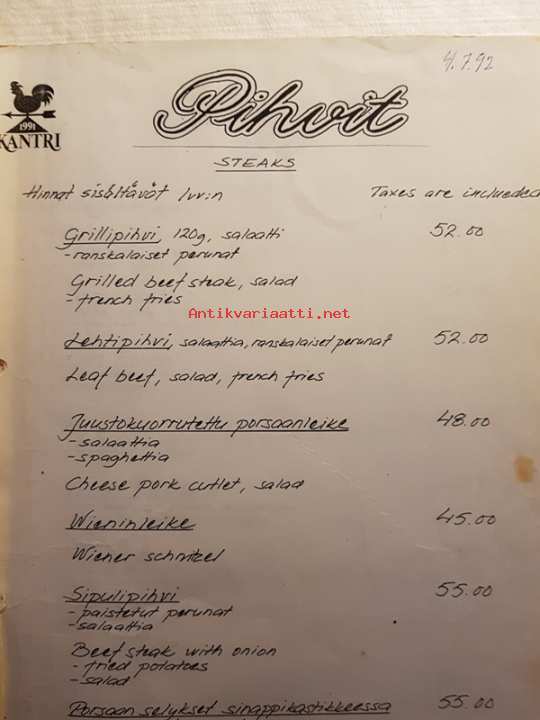 4.7.92
1991
KANTRI
Pihvit
STEAKS
Hinnat sisältävät lvv:n Taxes are inclueded
Grillipihvi, 120g, salaatti 52.00
-ranskalaiset perunat
Grilled beef steak, salad
- french fries
Antikvariaatti.net
Lehtipihvi, salaattia, ranskalaiset perunat 52.00
Leaf beef, salad, french fries
Juustokuorrutettu porsaanleike 48.00
-salaattia
-spaghettia
Cheese pork cutlet, salad
Wieninleike 45.00
Wiener schnitzel
Sipulipihvi 55.00
-paistetut perunat
-salaattia
Beef steak with onion
- fried potatoes
- salad
Porsaan selykset sinappikastikkeessa 55.00